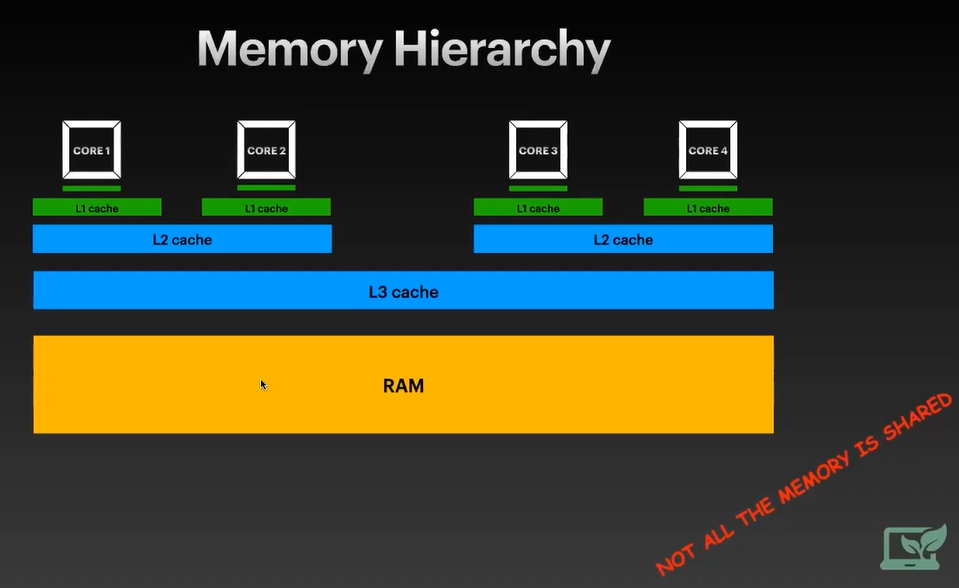 Memory Hierarchy
CORE 1 CORE 2 CORE 3 CORE 4
L1 cache L1 cache L1 cache L1 cache
L2 cache L2 cache
L3 cache
RAM
NOT ALL THE MEMORY IS SHARED